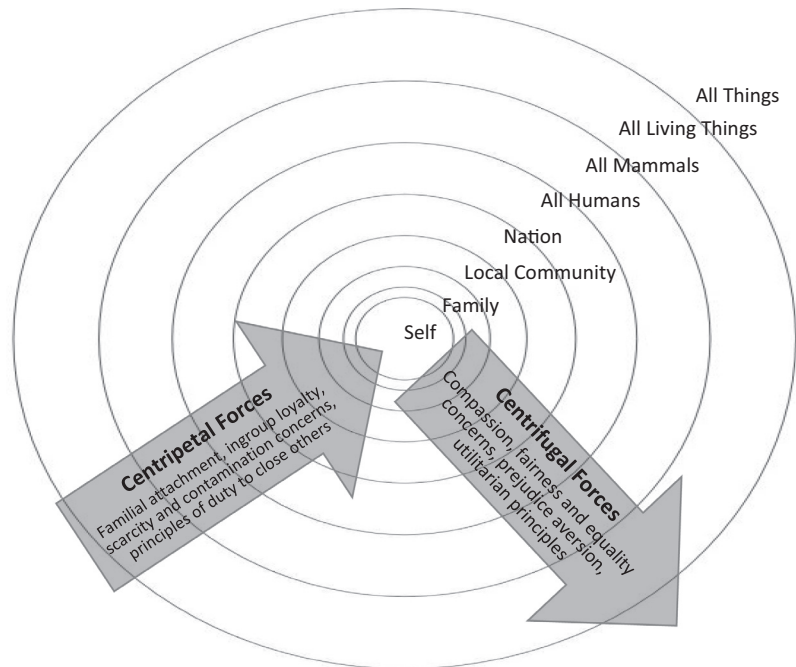 All Things
All Living Things
All Mammals
All Humans
Nation
Local Community
Family
Self
Centripetal Forces
Familial attachment, ingroup loyalty,
scarcity and contamination concerns,
principles of duty to close others
Centrifugal Forces
Compassion, fairness and equality
concerns, prejudice aversion,
utilitarian principles